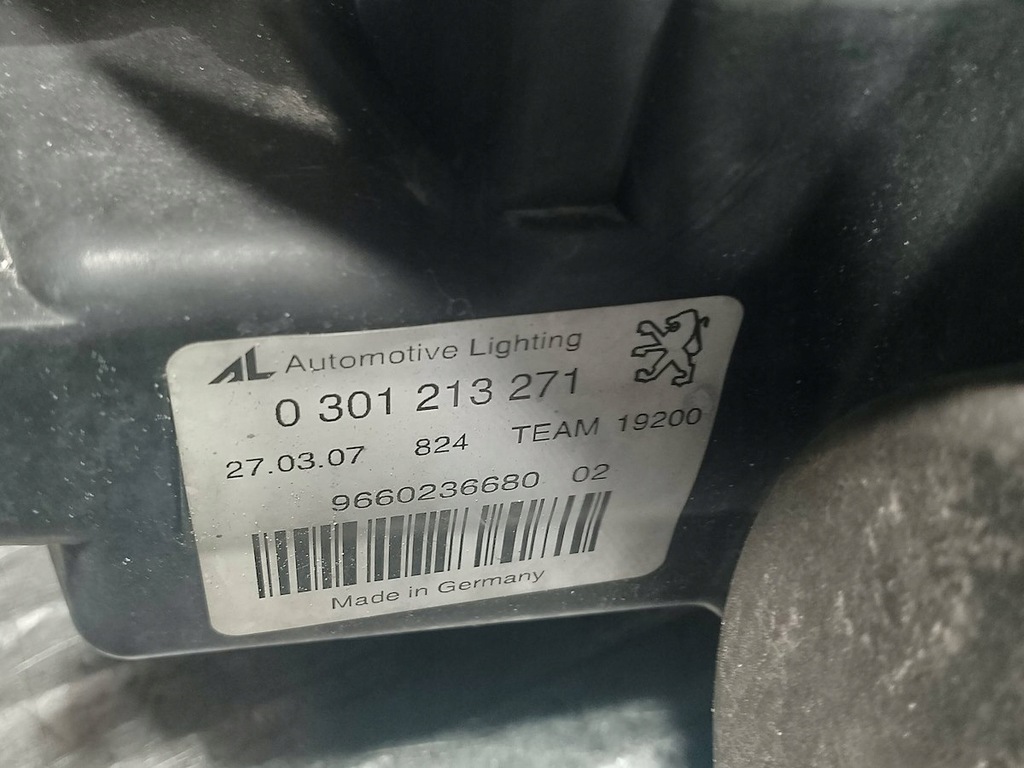 AL Automotive Lighting
0 301 213 271
27.03.07 824 TEAM 19200
9660236680 02
Made in Germany